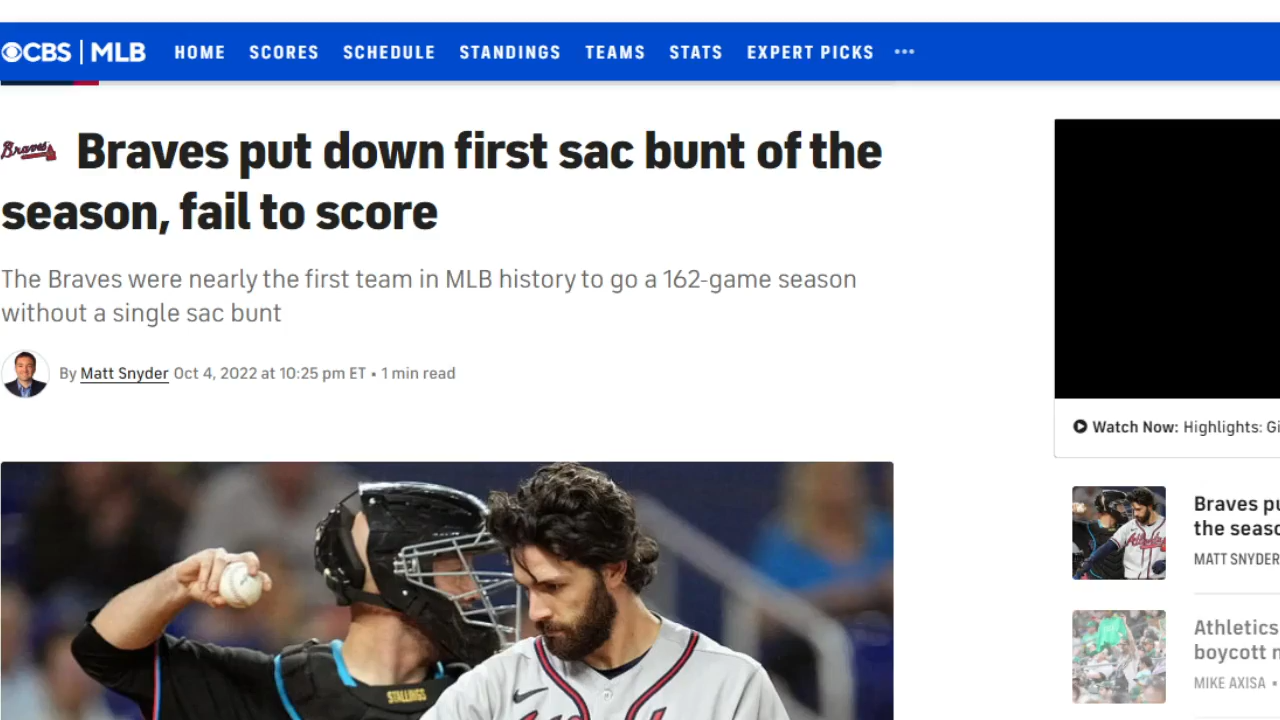 CBS | MLB HOME SCORES SCHEDULE STANDINGS TEAMS STATS EXPERT PICKS •••
Braves
Braves put down first sac bunt of the
season, fail to score
The Braves were nearly the first team in MLB history to go a 162-game season
without a single sac bunt
By Matt Snyder Oct 4, 2022 at 10:25 pm ET • 1 min read
STALLINGS
Watch Now: Highlights:
Braves
the
MATT SNYDER
Athletics
boycott
MIKE AXISA •